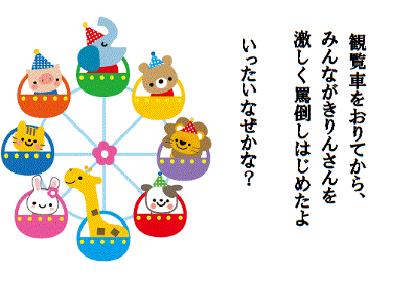 観覧車をおりてから、
みんながきりんさんを
激しく罵倒しはじめたよ
いったいなぜかな？